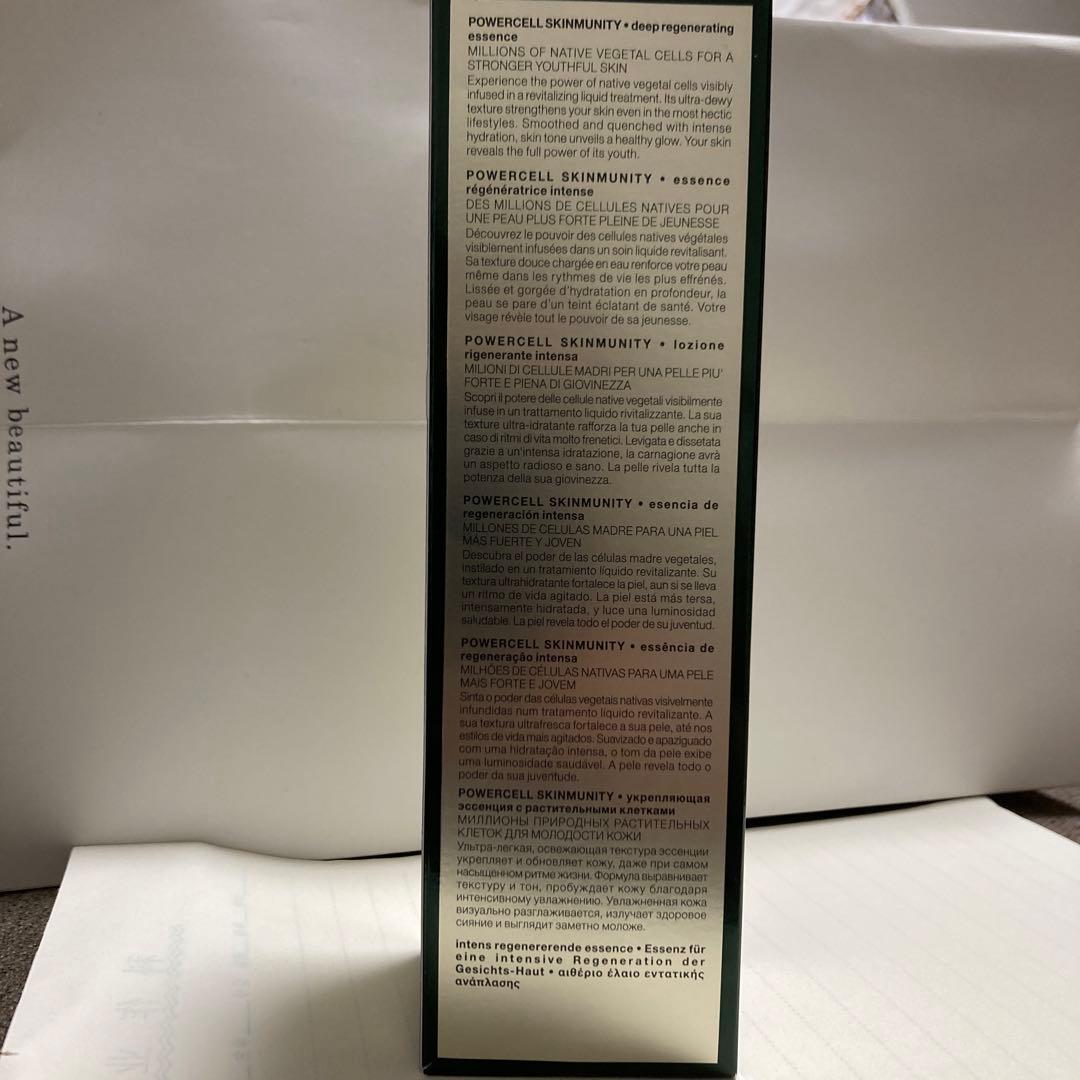 A new beautiful.
POWERCELL SKINMUNITY • deep regenerating
essence
MILLIONS OF NATIVE VEGETAL CELLS FOR A
STRONGER YOUTHFUL SKIN
Experience the power of native vegetal cells visibly
infused in a revitalizing liquid treatment. Its ultra-dewy
texture strengthens your skin even in the most hectic
lifestyles. Smoothed and quenched with intense
hydration, skin tone unveils a healthy glow. Your skin
reveals the full power of its youth.
POWERCELL SKINMUNITY • essence
régénératrice intense
DES MILLIONS DE CELLULES NATIVES POUR
UNE PEAU PLUS FORTE PLEINE DE JEUNESSE
Découvrez le pouvoir des cellules natives végétales
visiblement infusées dans un soin liquide revitalisant.
Sa texture douce chargée en eau renforce votre peau
même dans les rythmes de vie les plus effrénés.
Lissée et gorgée d'hydratation en profondeur, la
peau se pare d'un teint éclatant de santé. Votre
visage révèle tout le pouvoir de sa jeunesse.
POWERCELL SKINMUNITY • lozione
rigenerante intensa
MILIONI DI CELLULE MADRI PER UNA PELLE PIU'
FORTE E PIENA DI GIOVINEZZA
Scopri il potere delle cellule native vegetali visibilmente
infuse in un trattamento liquido rivitalizzante. La sua
texture ultra-idratante rafforza la tua pelle anche in
caso di ritmi di vita molto frenetici. Levigata e dissetata
grazie a un'intensa idratazione, la carnagione avrà
un aspetto radioso e sano. La pelle rivela tutta la
potenza della sua giovinezza.
POWERCELL SKINMUNITY • esencia de
regeneración intensa
MILLONES DE CÉLULAS MADRE PARA UNA PIEL
MÁS FUERTE Y JOVEN
Descubra el poder de las células madre vegetales,
instilado en un tratamiento líquido revitalizante. Su
textura ultrahidratante fortalece la piel, aun si se lleva
un ritmo de vida agitado. La piel está más tersa,
intensamente hidratada, y luce una luminosidad
saludable. La piel revela todo el poder de su juventud.
POWERCELL SKINMUNITY • essência de
regeneração intensa
MILHÕES DE CÉLULAS NATIVAS PARA UMA PELE
MAIS FORTE E JOVEM
Sinta o poder das células vegetais nativas visivelmente
infundidas num tratamento líquido revitalizante. A
sua textura ultrafresca fortalece a sua pele, até nos
estilos de vida mais agitados. Suavizado e apaziguado
com uma hidratação intensa, o tom da pele exibe
uma luminosidade saudável. A pele revela todo o
poder da sua juventude.
POWERCELL SKINMUNITY • укрепляющая
эссенция с растительными клетками
МИЛЛИОНЫ ПРИРОДНЫХ РАСТИТЕЛЬНЫХ
КЛЕТОК ДЛЯ МОЛОДОСТИ КОЖИ
Ультра-легкая, освежающая текстура эссенции
укрепляет и обновляет кожу, даже при самом
насыщенном ритме жизни. Формула выравнивает
текстуру и тон, пробуждает кожу благодаря
интенсивному увлажнению. Увлажненная кожа
визуально разглаживается, излучает здоровое
сияние и выглядит заметно моложе.
intens regenererende essence • Essenz für
eine intensive Regeneration der
Gesichts-Haut • αιθέριο έλαιο εντατικής
ανάπλασης